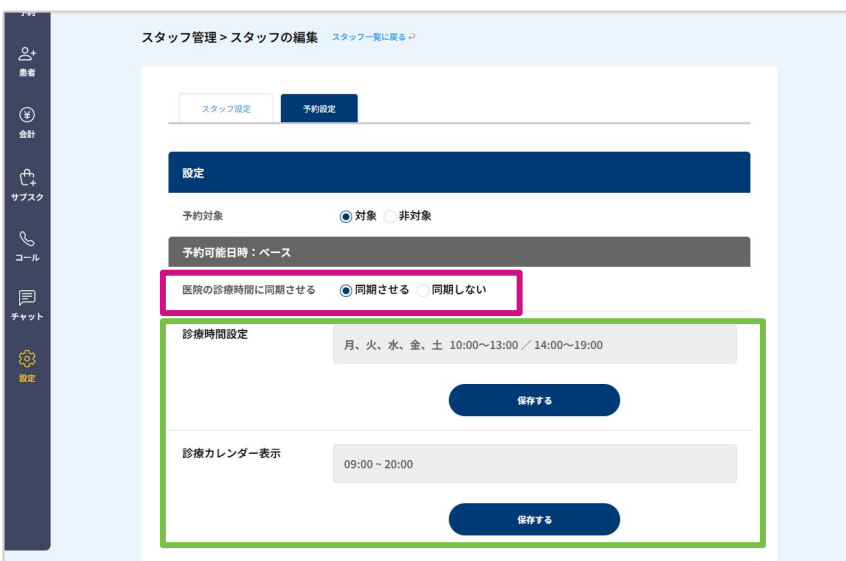 予約
スタッフ管理 > スタッフの編集 スタッフ一覧に戻る
患者
スタッフ設定 予約設定
会計
設定
サブスク
予約対象 対象 非対象
コール
予約可能日時：ベース
医院の診療時間に同期させる 同期させる 同期しない
チャット
診療時間設定
月、火、水、金、土 10:00〜13:00 ／ 14:00〜19:00
設定
保存する
診療カレンダー表示
09:00 ~ 20:00
保存する